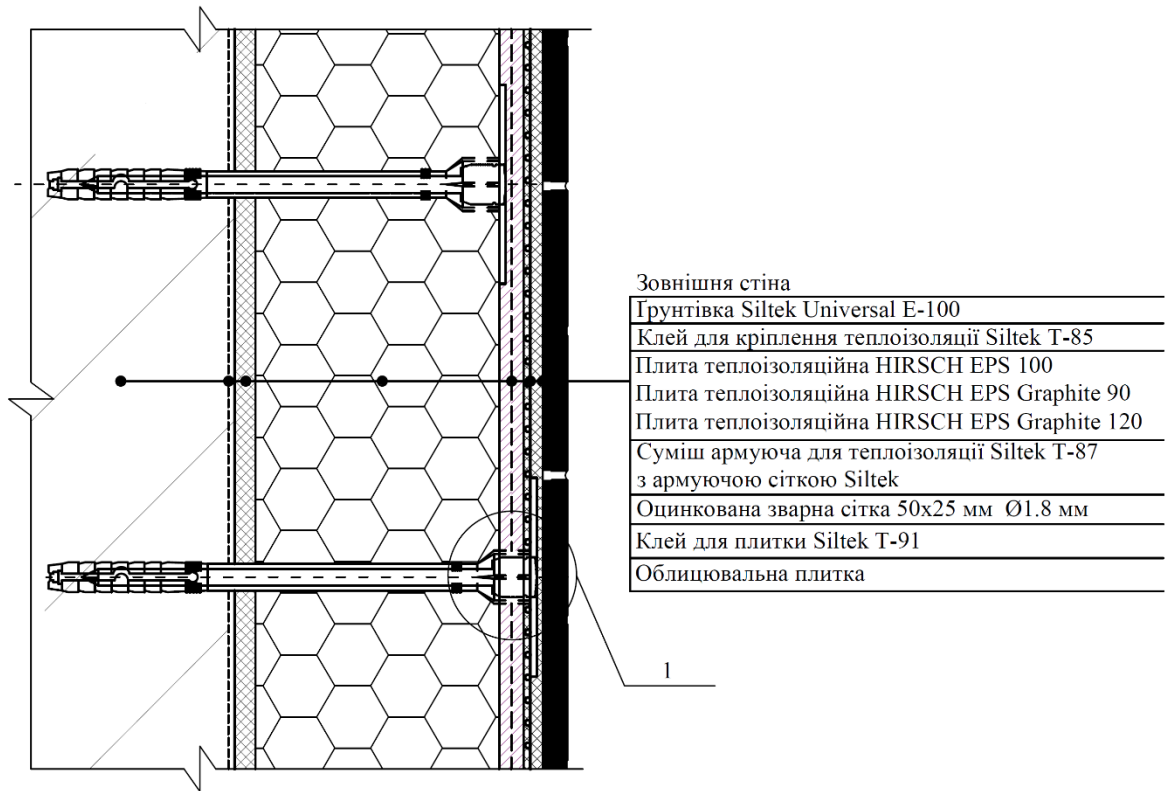 Зовнішня стіна
Ґрунтівка Siltek Universal E-100
Клей для кріплення теплоізоляції Siltek T-85
Плита теплоізоляційна HIRSCH EPS 100
Плита теплоізоляційна HIRSCH EPS Graphite 90
Плита теплоізоляційна HIRSCH EPS Graphite 120
Суміш армуюча для теплоізоляції Siltek T-87
з армуючою сіткою Siltek
Оцинкована зварна сітка 50х25 мм Ø1.8 мм
Клей для плитки Siltek T-91
Облицювальна плитка
1